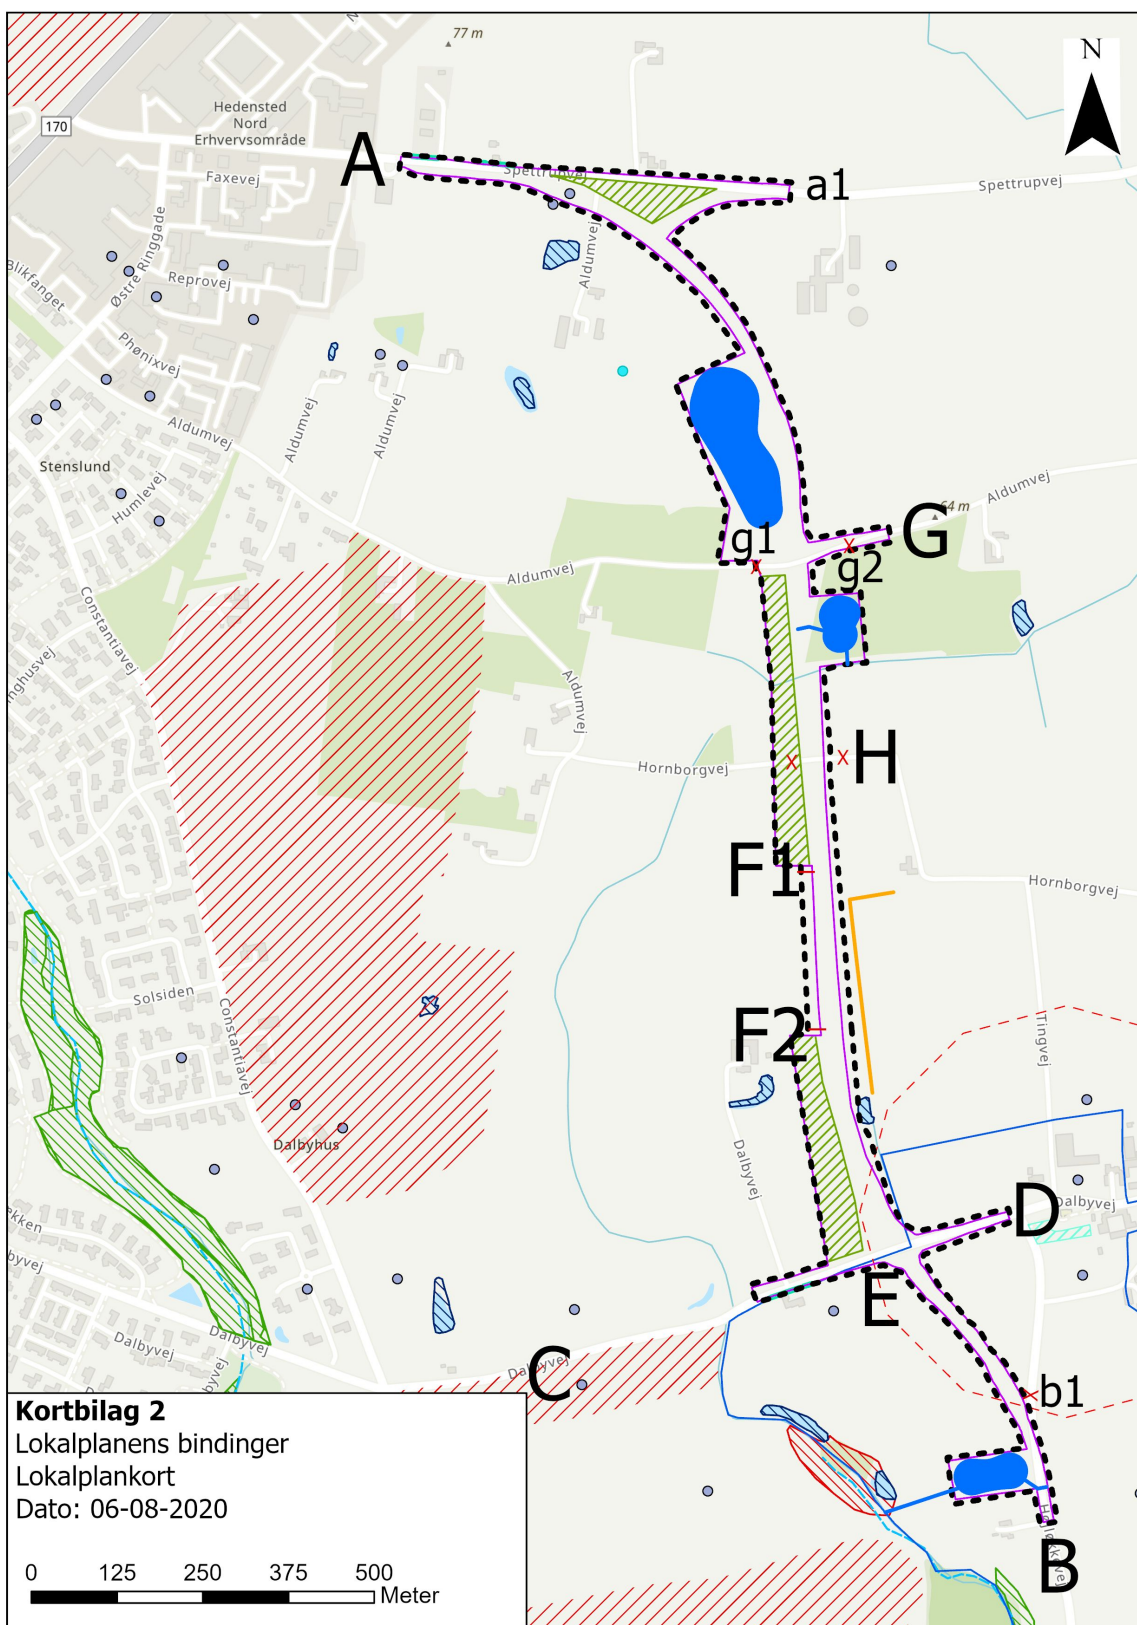 77 m
N
170
Hedensted
Nord
Erhvervsområde
A
Faxevej
Spettrupvej
a1
Spettrupvej
Østre Ringgade
Aldumvej
Blikfanget
Reprovej
Phønixvej
Aldumvej
Aldumvej
Aldumvej
Stenslund
Humlevej
Aldumvej
64 m
G
g1
g2
Aldumvej
Constantiavej
Aldumvej
H
Hornborgvej
F1
Hornborgvej
Solsiden
Constantiavej
F2
Tingvej
Dalbyhus
Dalbyvej
D
Dalbyvej
E
Dalbyvej
Dalbyvej
Dalbyvej
C
b1
B
Kortbilag 2
Lokalplanens bindinger
Lokalplankort
Dato: 06-08-2020
0 125 250 375 500
Meter